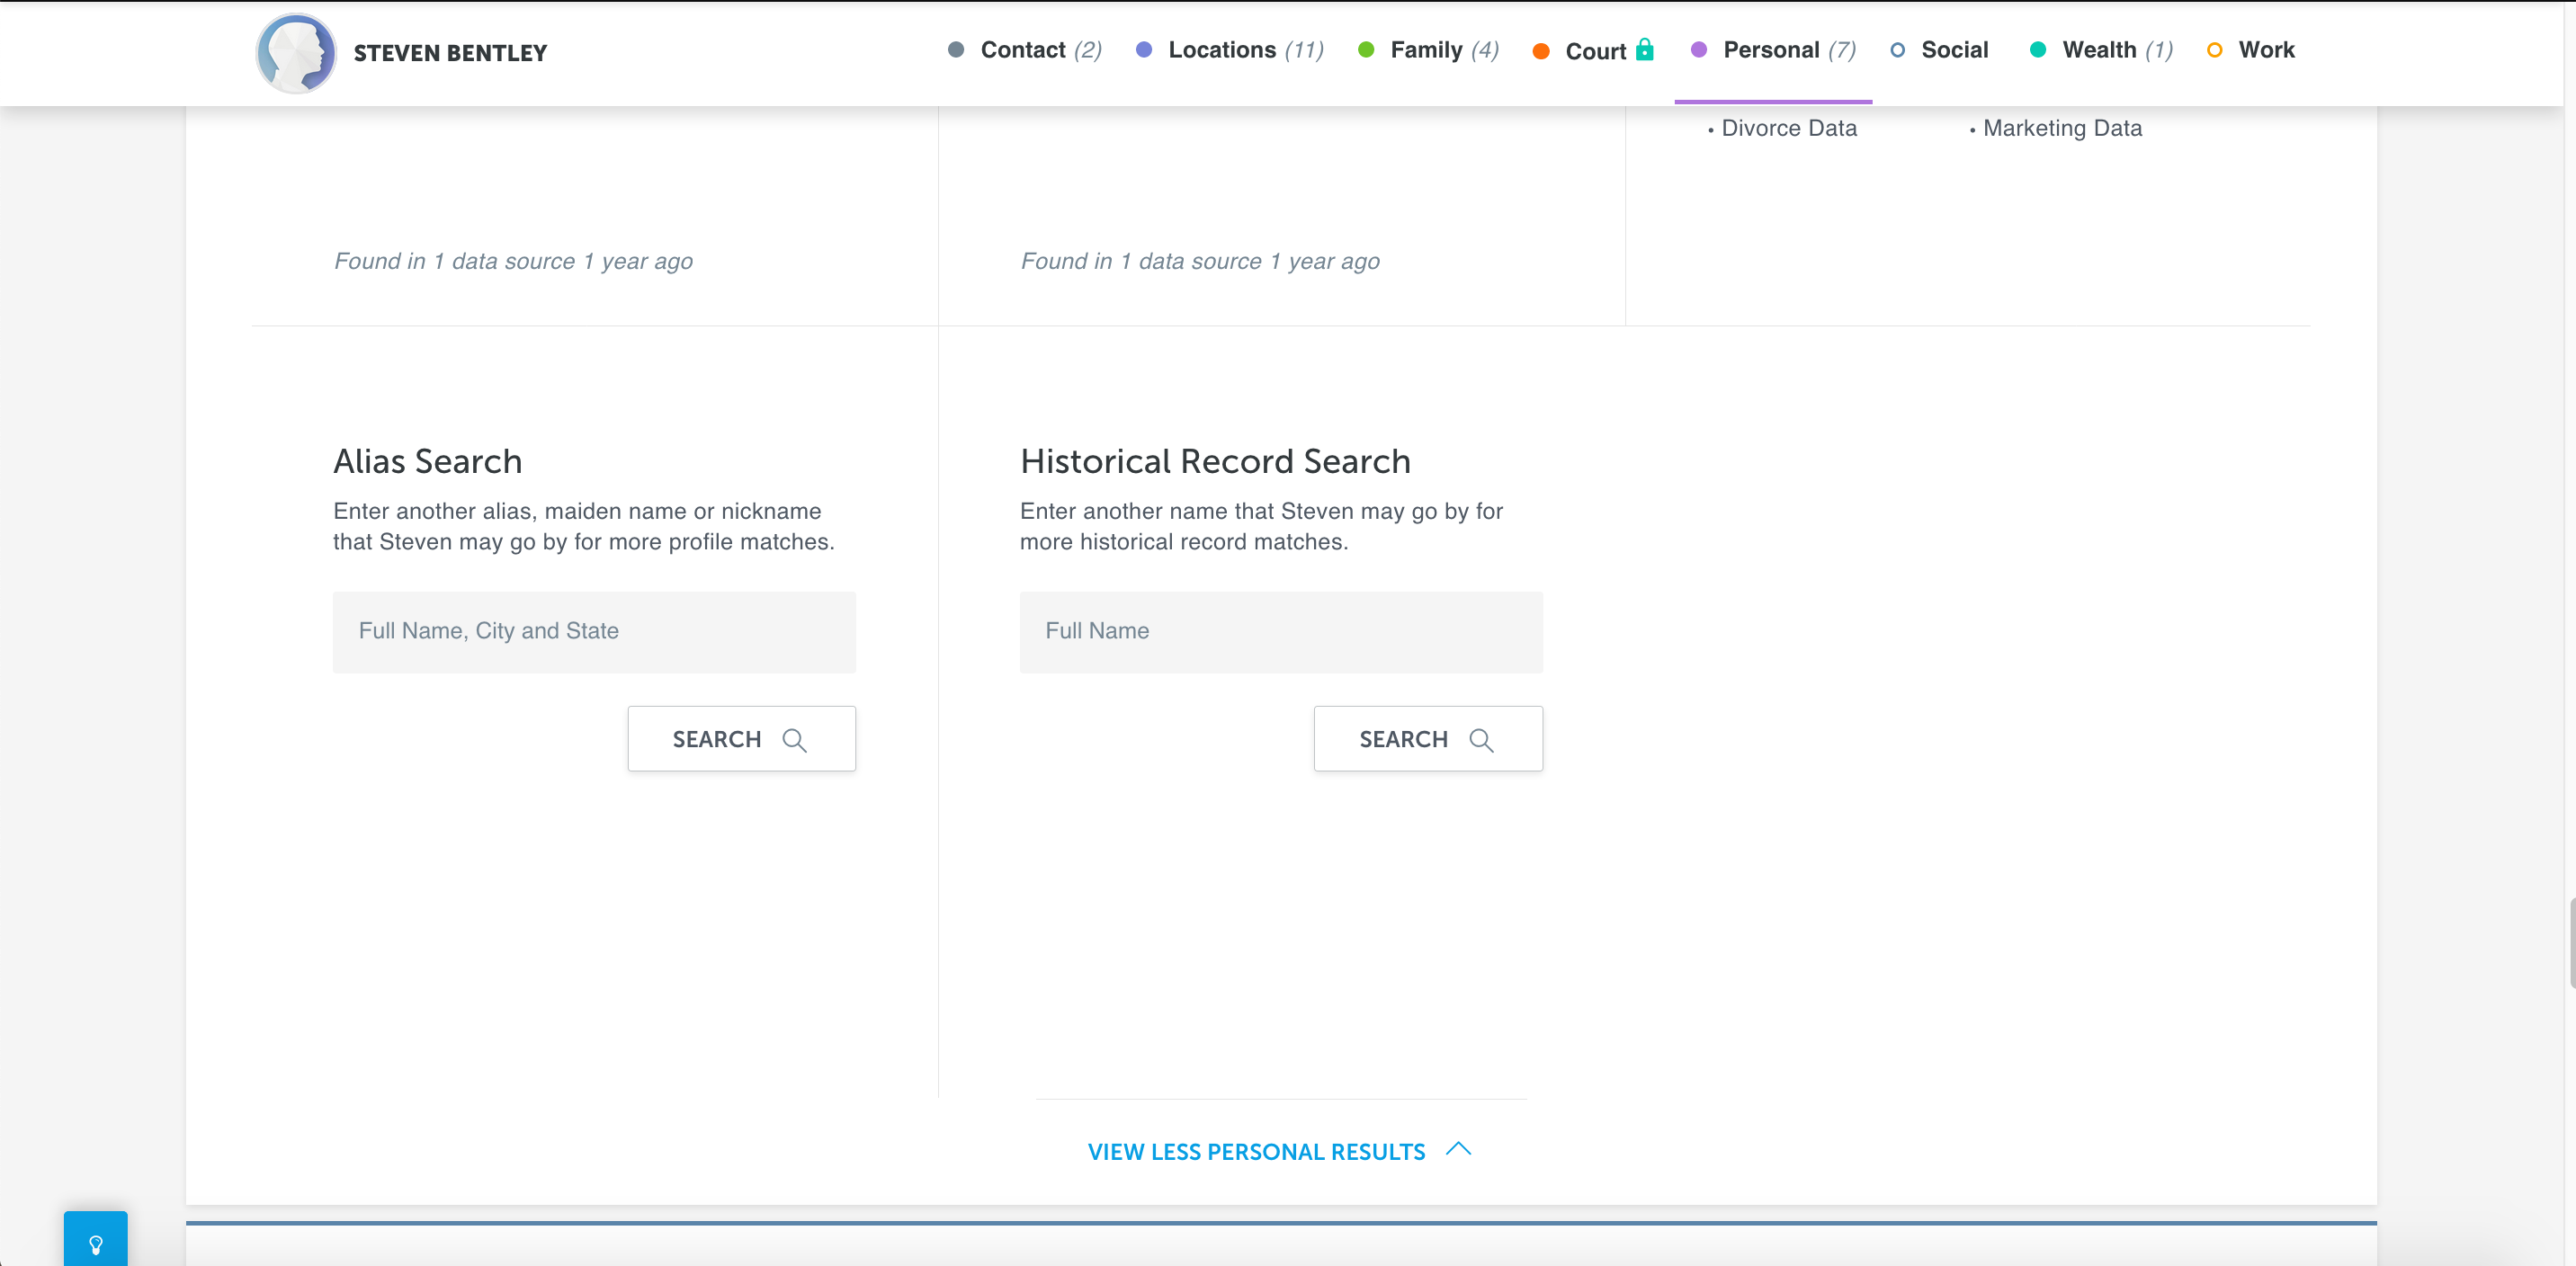 STEVEN BENTLEY
Contact (2) Locations (11) Family (4) Court Personal (7) Social Wealth (1) Work
• Divorce Data • Marketing Data
Found in 1 data source 1 year ago
Found in 1 data source 1 year ago
Alias Search
Enter another alias, maiden name or nickname
that Steven may go by for more profile matches.
Full Name, City and State
SEARCH
Historical Record Search
Enter another name that Steven may go by for
more historical record matches.
Full Name
SEARCH
VIEW LESS PERSONAL RESULTS